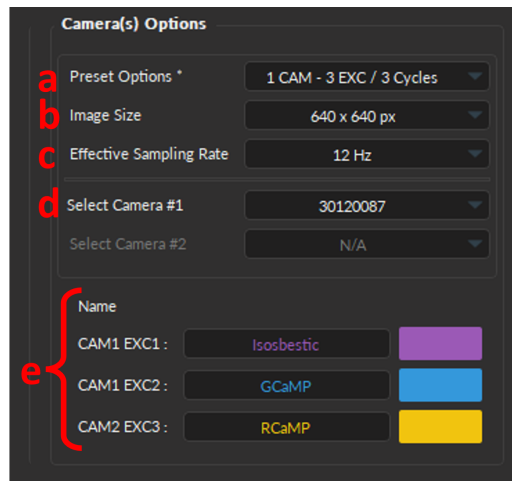 Camera(s) Options
a Preset Options * 1 CAM - 3 EXC / 3 Cycles
b Image Size 640 x 640 px
c Effective Sampling Rate 12 Hz
d Select Camera #1 30120087
Select Camera #2 N/A
Name
CAM1 EXC1 : Isosbestic
e CAM1 EXC2 : GCaMP
CAM2 EXC3 : RCaMP